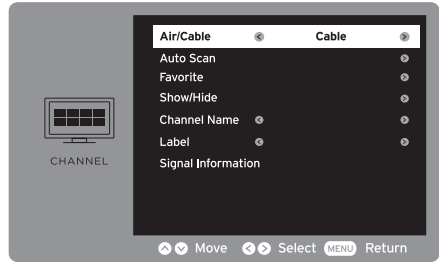 Air/Cable Cable
Auto Scan
Favorite
Show/Hide
Channel Name
Label
Signal Information
CHANNEL
Move Select MENU Return